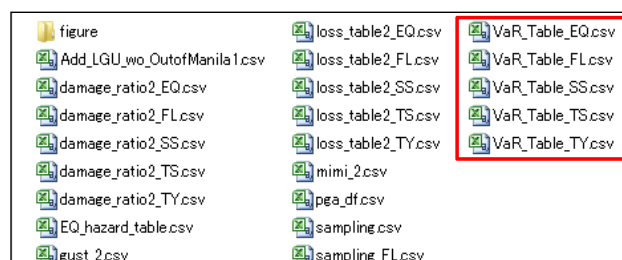 figure
Add_LGU_wo_OutofManila1.csv
damage_ratio2_EQ.csv
damage_ratio2_FL.csv
damage_ratio2_SS.csv
damage_ratio2_TS.csv
damage_ratio2_TY.csv
EQ_hazard_table.csv
gust_2.csv
loss_table2_EQ.csv
loss_table2_FL.csv
loss_table2_SS.csv
loss_table2_TS.csv
loss_table2_TY.csv
mimi_2.csv
pga_df.csv
sampling.csv
sampling_FL.csv
VaR_Table_EQ.csv
VaR_Table_FL.csv
VaR_Table_SS.csv
VaR_Table_TS.csv
VaR_Table_TY.csv